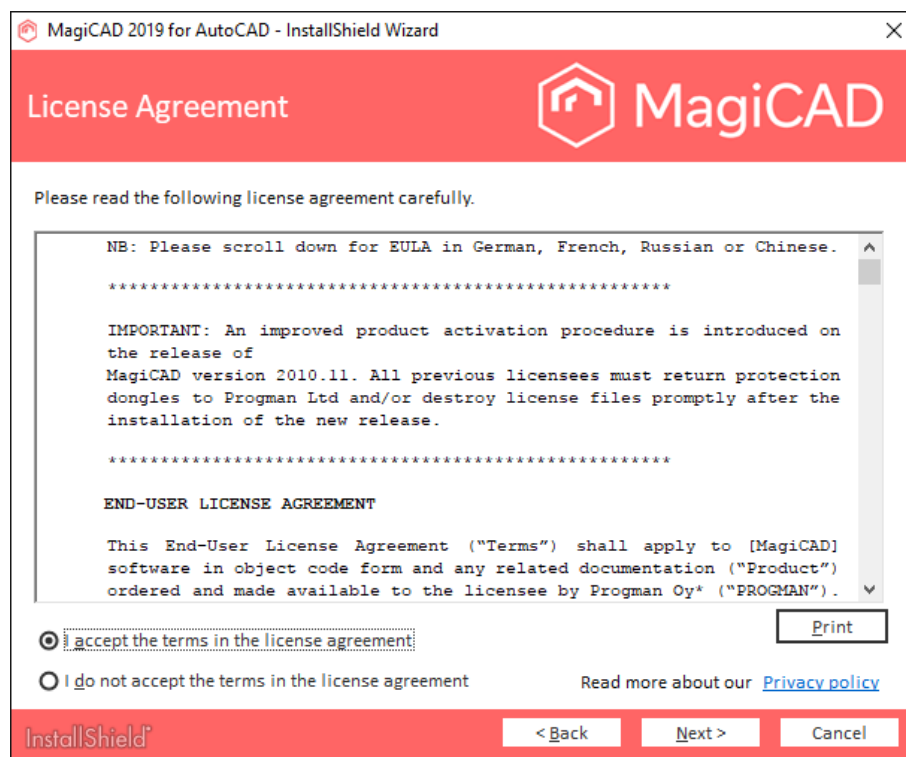 MagiCAD 2019 for AutoCAD - InstallShield Wizard
License Agreement
MagiCAD
Please read the following license agreement carefully.
NB: Please scroll down for EULA in German, French, Russian or Chinese.
******************************************************
IMPORTANT: An improved product activation procedure is introduced on
the release of
MagiCAD version 2010.11. All previous licensees must return protection
dongles to Progman Ltd and/or destroy license files promptly after the
installation of the new release.
******************************************************
END-USER LICENSE AGREEMENT
This End-User License Agreement (“Terms”) shall apply to [MagiCAD]
software in object code form and any related documentation (“Product”)
ordered and made available to the licensee by Progman Oy* (“PROGMAN”).
Print
I accept the terms in the license agreement
I do not accept the terms in the license agreement
Read more about our Privacy policy
InstallShield
< Back
Next >
Cancel